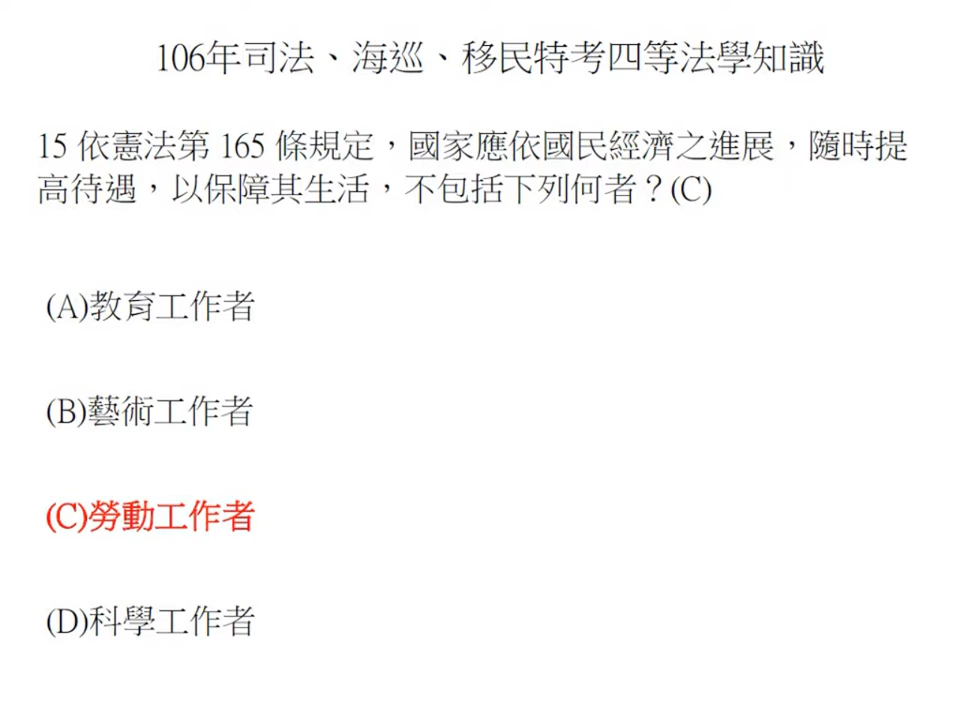 106年司法、海巡、移民特考四等法學知識
15 依憲法第 165 條規定，國家應依國民經濟之進展，隨時提
高待遇，以保障其生活，不包括下列何者？(C)
(A)教育工作者
(B)藝術工作者
(C)勞動工作者
(D)科學工作者